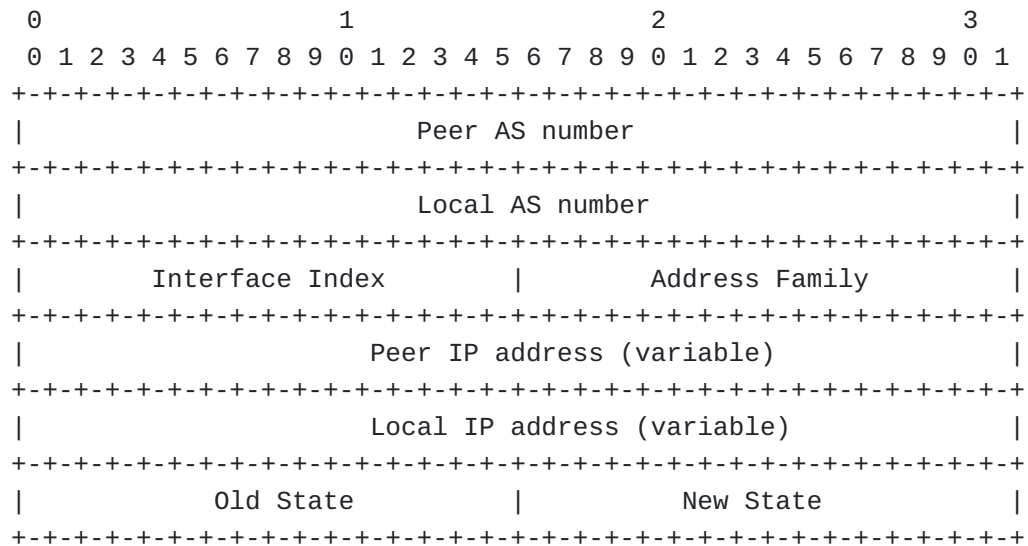 0                   1                   2                   3
 0 1 2 3 4 5 6 7 8 9 0 1 2 3 4 5 6 7 8 9 0 1 2 3 4 5 6 7 8 9 0 1
+-+-+-+-+-+-+-+-+-+-+-+-+-+-+-+-+-+-+-+-+-+-+-+-+-+-+-+-+-+-+-+-+
|                         Peer AS number                        |
+-+-+-+-+-+-+-+-+-+-+-+-+-+-+-+-+-+-+-+-+-+-+-+-+-+-+-+-+-+-+-+-+
|                         Local AS number                       |
+-+-+-+-+-+-+-+-+-+-+-+-+-+-+-+-+-+-+-+-+-+-+-+-+-+-+-+-+-+-+-+-+
|        Interface Index        |        Address Family         |
+-+-+-+-+-+-+-+-+-+-+-+-+-+-+-+-+-+-+-+-+-+-+-+-+-+-+-+-+-+-+-+-+
|                      Peer IP address (variable)               |
+-+-+-+-+-+-+-+-+-+-+-+-+-+-+-+-+-+-+-+-+-+-+-+-+-+-+-+-+-+-+-+-+
|                      Local IP address (variable)              |
+-+-+-+-+-+-+-+-+-+-+-+-+-+-+-+-+-+-+-+-+-+-+-+-+-+-+-+-+-+-+-+-+
|            Old State          |          New State            |
+-+-+-+-+-+-+-+-+-+-+-+-+-+-+-+-+-+-+-+-+-+-+-+-+-+-+-+-+-+-+-+-+